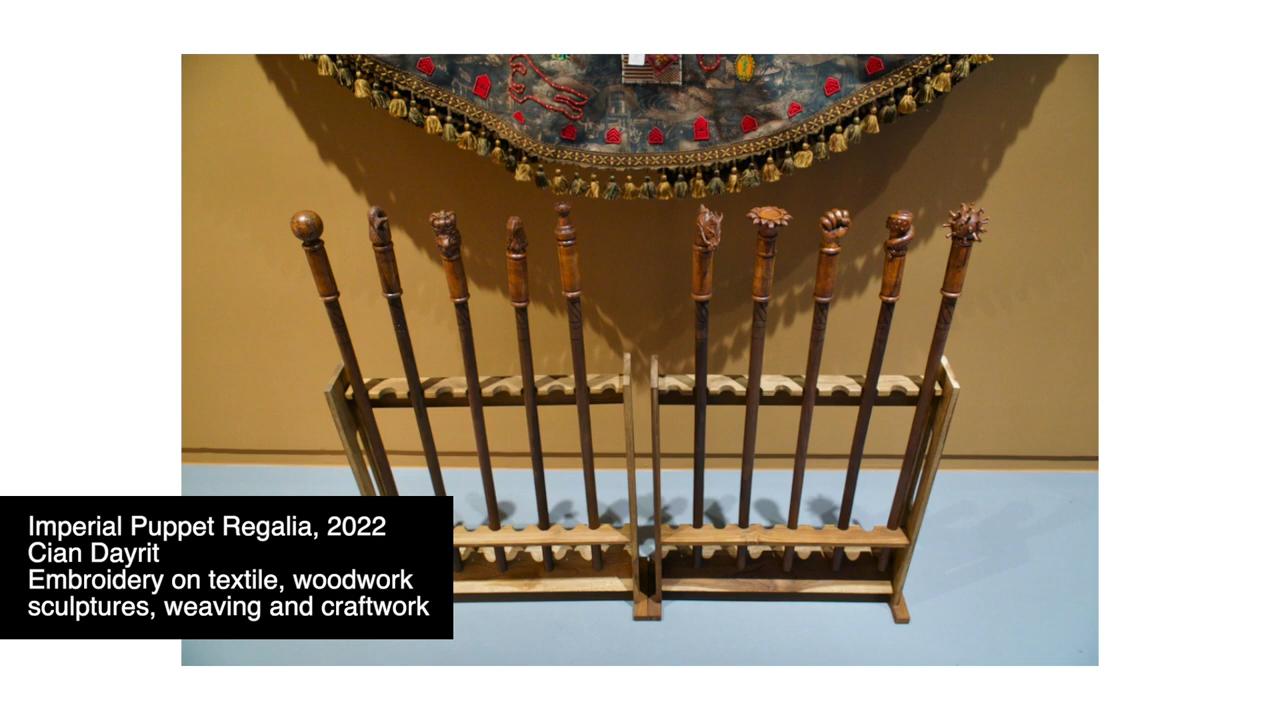 Imperial Puppet Regalia, 2022
Cian Dayrit
Embroidery on textile, woodwork
sculptures, weaving and craftwork